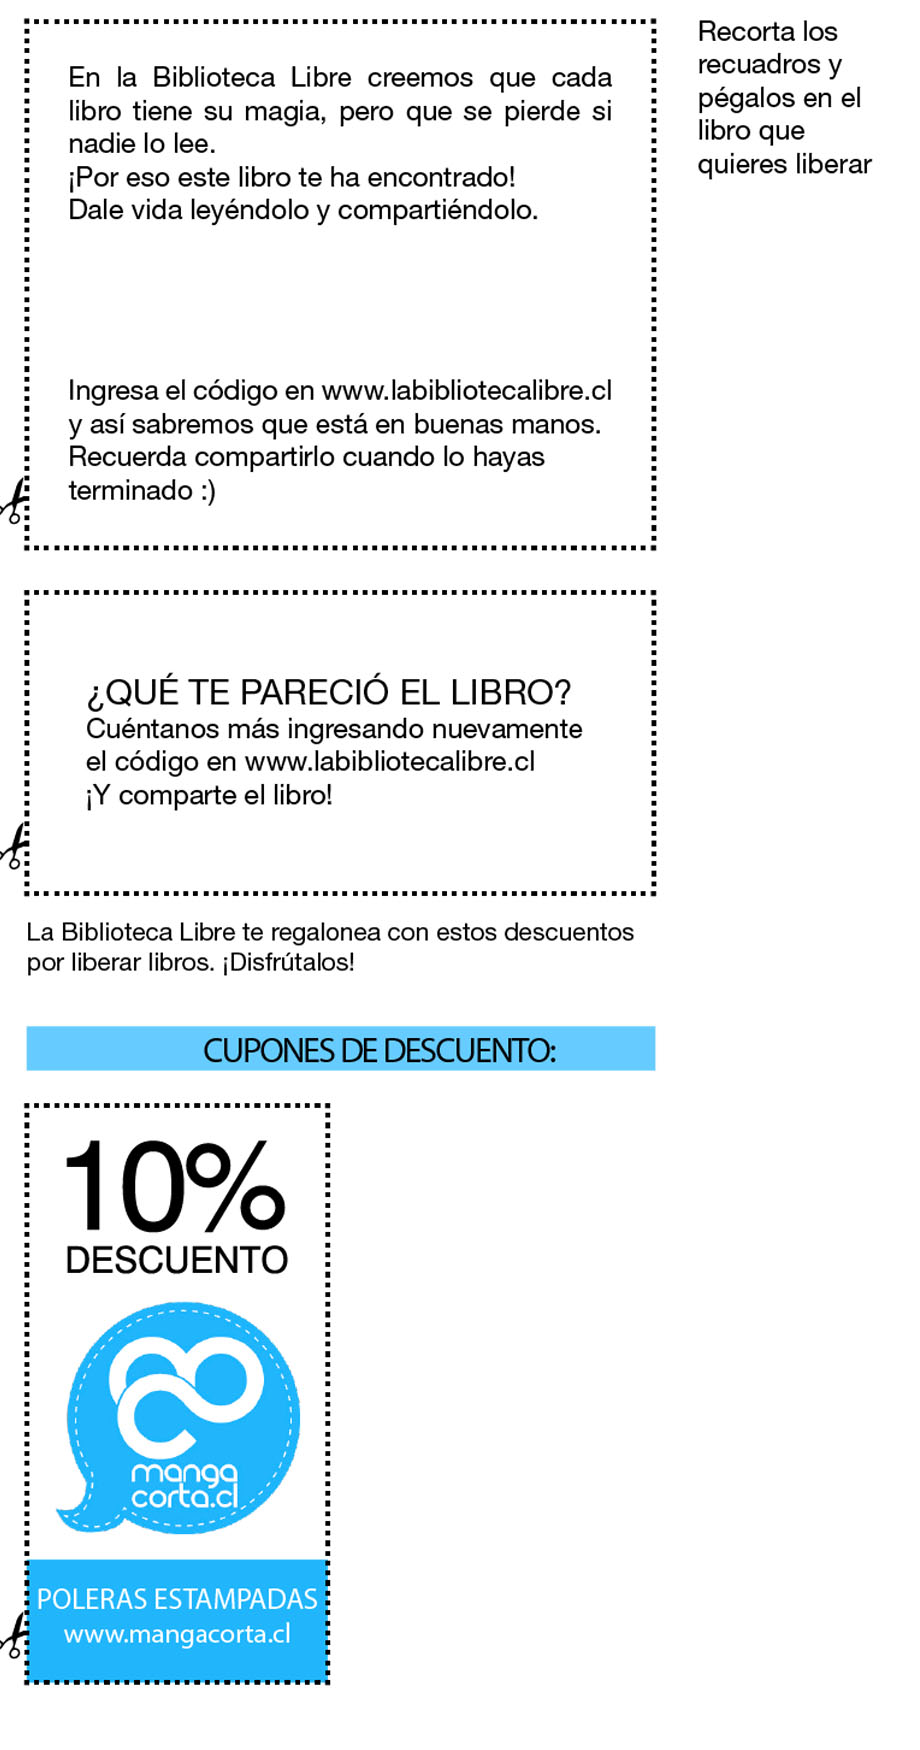 En la Biblioteca Libre creemos que cada
libro tiene su magia, pero que se pierde si
nadie lo lee.
¡Por eso este libro te ha encontrado!
Dale vida leyéndolo y compartiéndolo.
Ingresa el código en www.labibliotecalibre.cl
y así sabremos que está en buenas manos.
Recuerda compartirlo cuando lo hayas
terminado :)
Recorta los
recuadros y
pégalos en el
libro que
quieres liberar
¿QUÉ TE PARECIÓ EL LIBRO?
Cuéntanos más ingresando nuevamente
el código en www.labibliotecalibre.cl
¡Y comparte el libro!
La Biblioteca Libre te regalonea con estos descuentos
por liberar libros. ¡Disfrútalos!
CUPONES DE DESCUENTO:
10%
DESCUENTO
manga
corta.cl
POLERAS ESTAMPADAS
www.mangacorta.cl